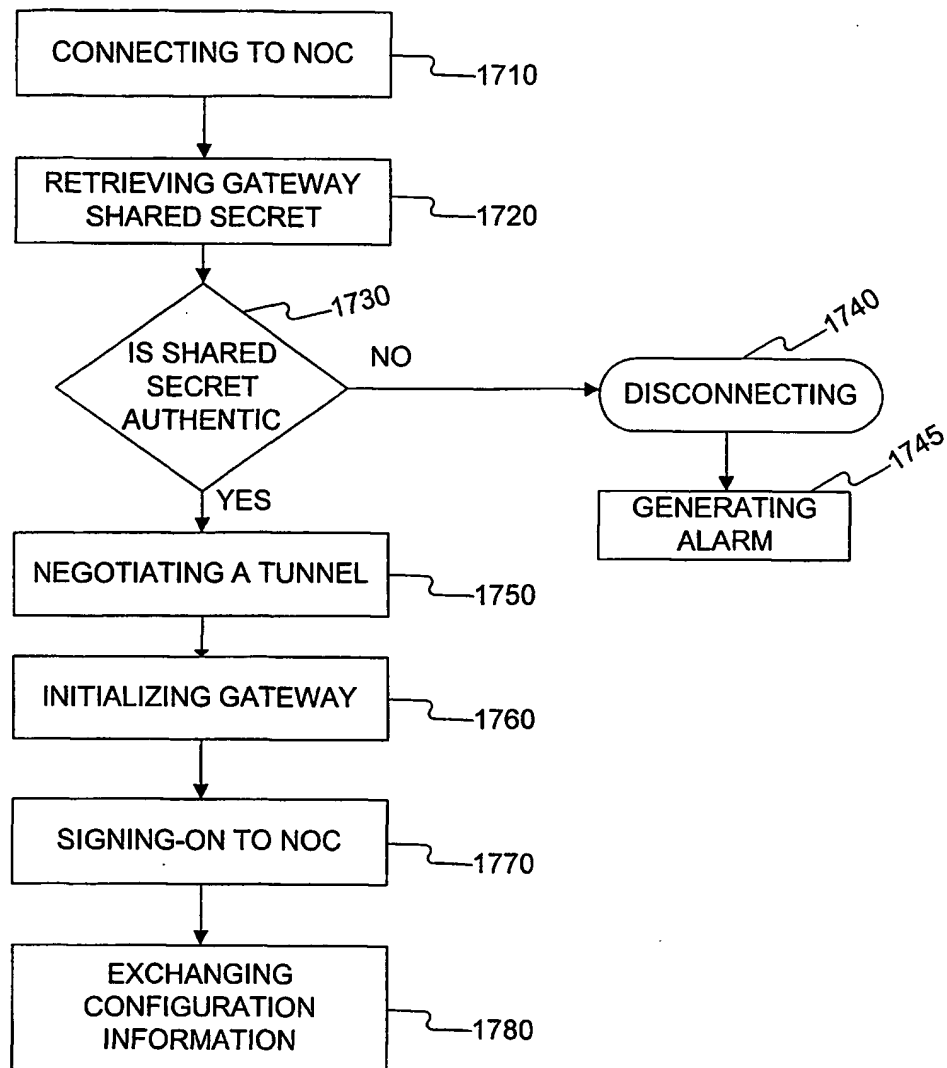 CONNECTING TO NOC
1710
RETRIEVING GATEWAY
SHARED SECRET
1720
1730
IS SHARED
SECRET
AUTHENTIC
NO
1740
DISCONNECTING
1745
GENERATING
ALARM
YES
NEGOTIATING A TUNNEL
1750
INITIALIZING GATEWAY
1760
SIGNING-ON TO NOC
1770
EXCHANGING
CONFIGURATION
INFORMATION
1780